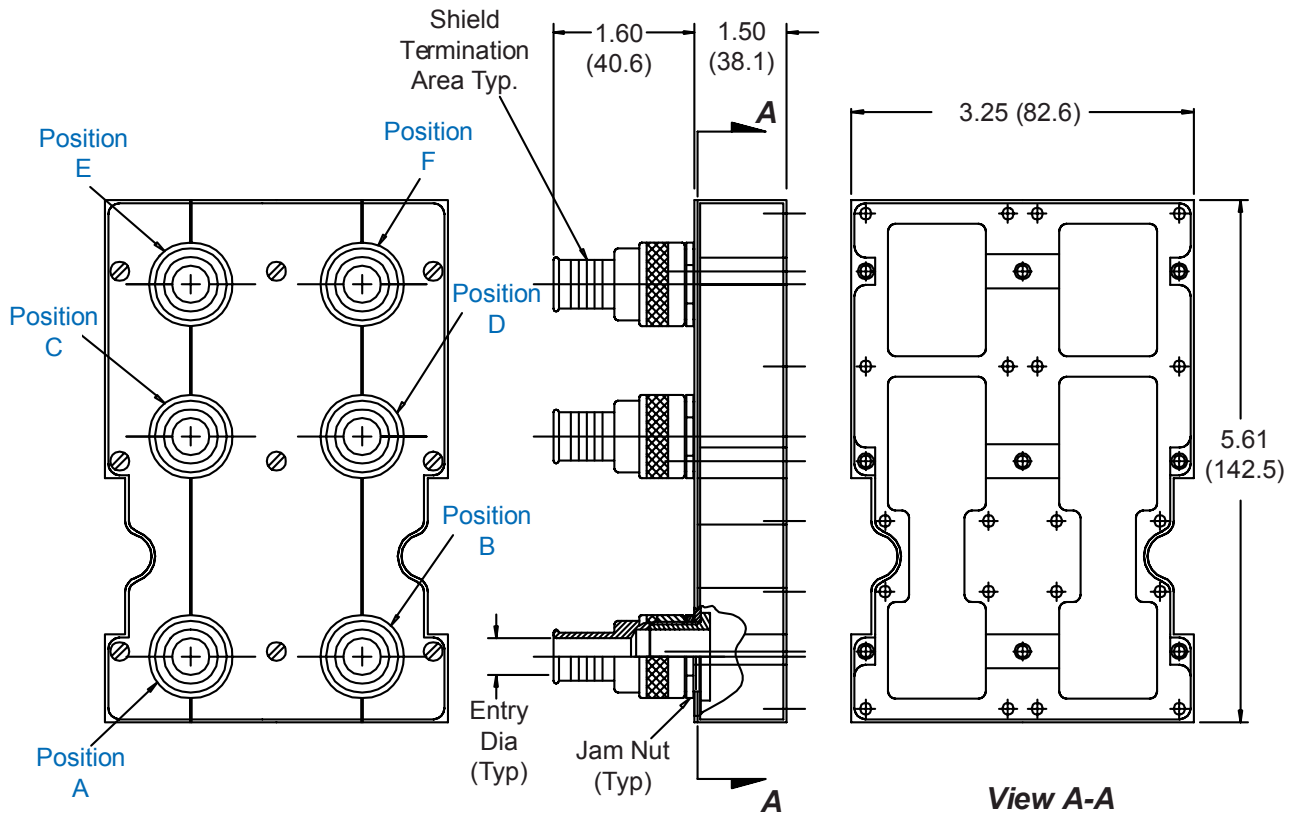 Shield
Termination
Area Typ.
1.60
(40.6)
1.50
(38.1)
A
3.25 (82.6)
Position
E
Position
F
Position
C
Position
D
5.61
(142.5)
Position
B
Entry
Dia
(Typ)
Jam Nut
(Typ)
Position
A
A
View A-A